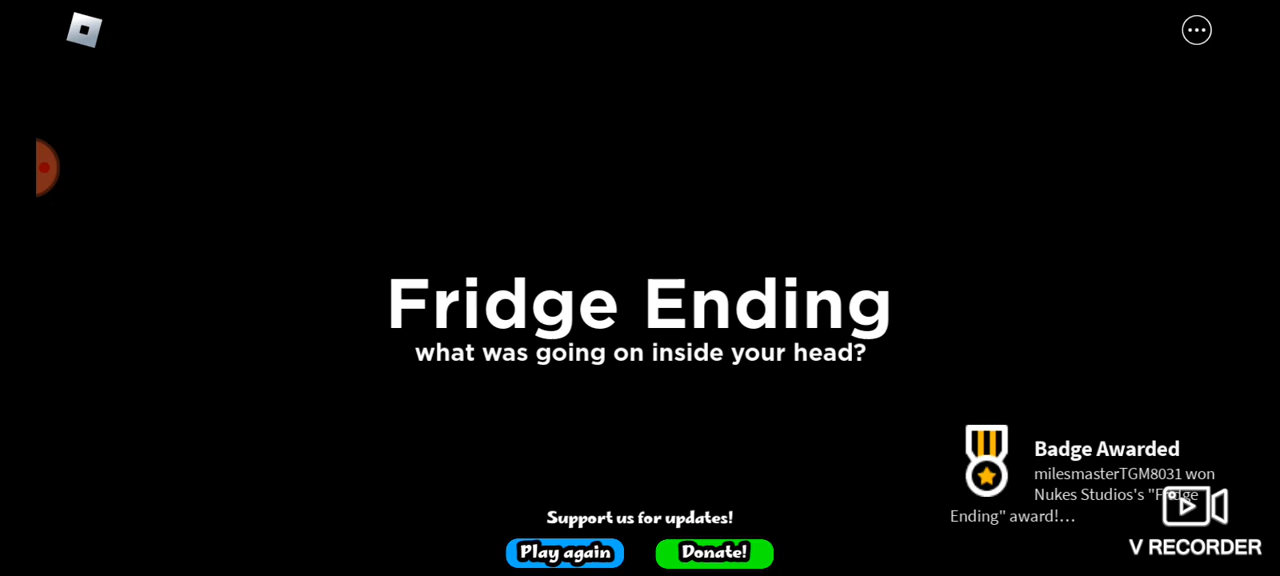 Fridge Ending
what was going on inside your head?
Badge Awarded
milesmasterTGM8031 won
Nukes Studios's "Fridge
Ending" award!...
Support us for updates!
Play again
Donate!
V RECORDER